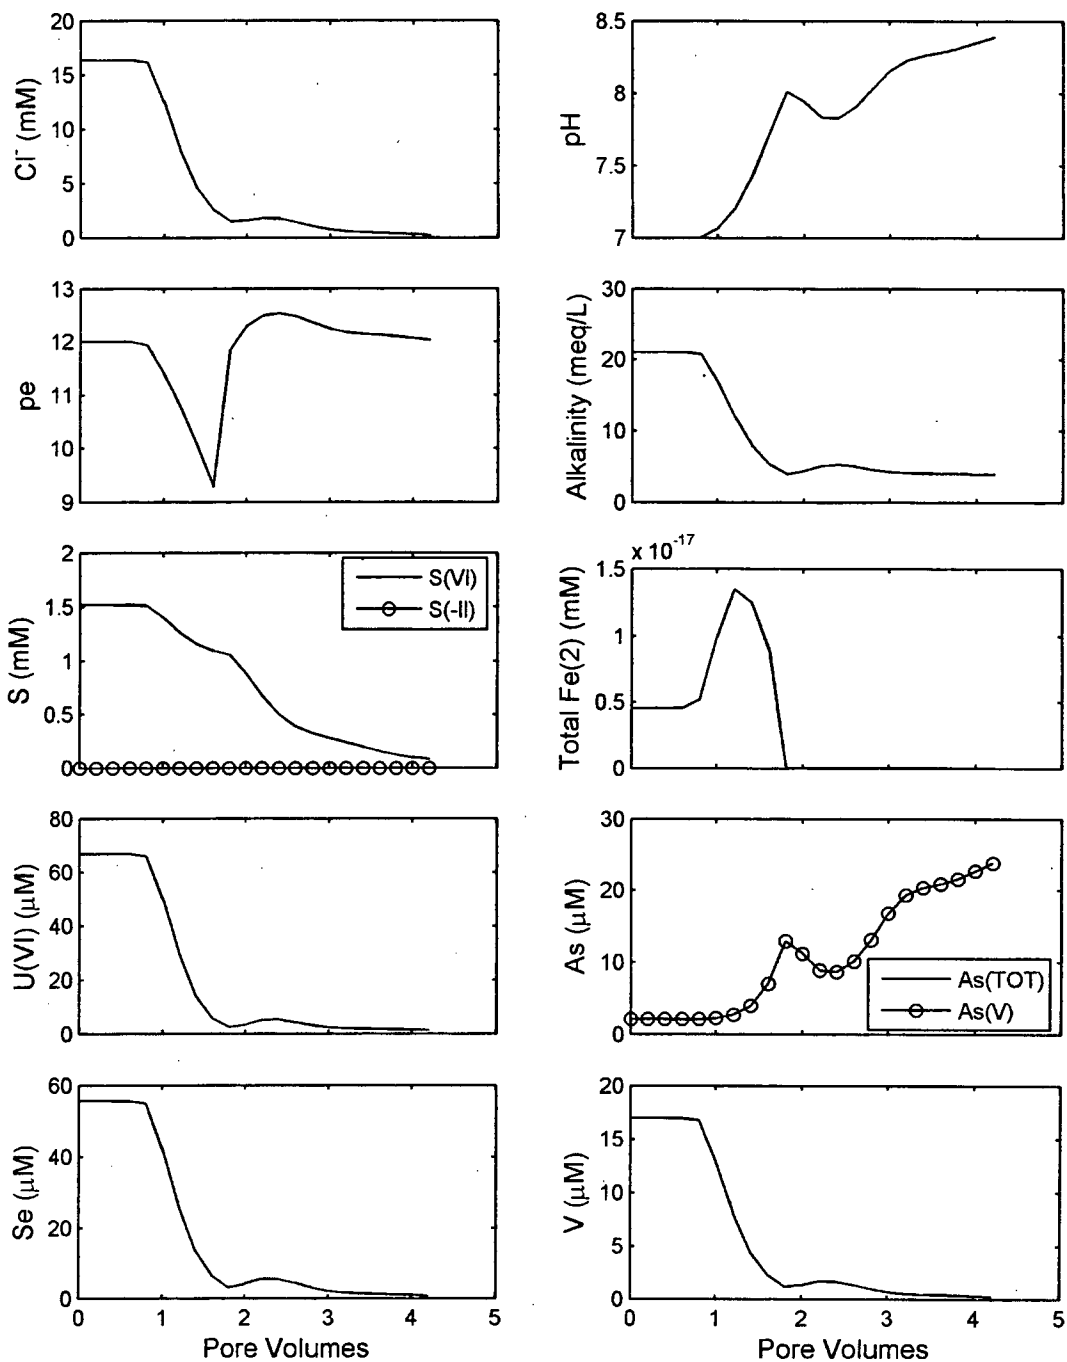 20
15
10
5
0
Cl⁻ (mM)
8.5
8
7.5
7
pH
13
12
11
10
9
pe
30
20
10
0
Alkalinity (meq/L)
2
1.5
1
0.5
0
S (mM)
S(VI)
S(-II)
x 10⁻¹⁷
1.5
1
0.5
0
Total Fe(2) (mM)
80
60
40
20
0
U(VI) (μM)
30
20
10
0
As (μM)
As(TOT)
As(V)
60
40
20
0
Se (μM)
0 1 2 3 4 5
Pore Volumes
20
15
10
5
0
V (μM)
0 1 2 3 4 5
Pore Volumes